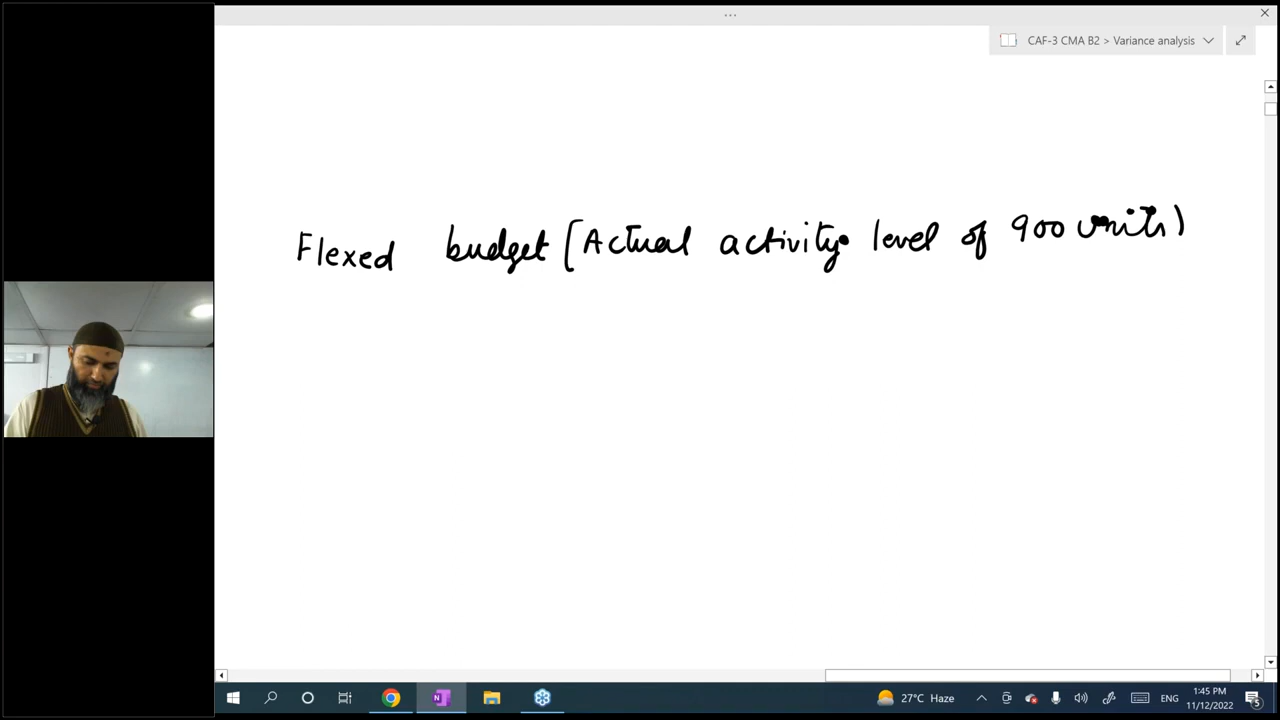 ...
CAF-3 CMA B2 > Variance analysis
Flexed budget [Actual activity level of 900 units)
27°C Haze
ENG
1:45 PM
11/12/2022
5